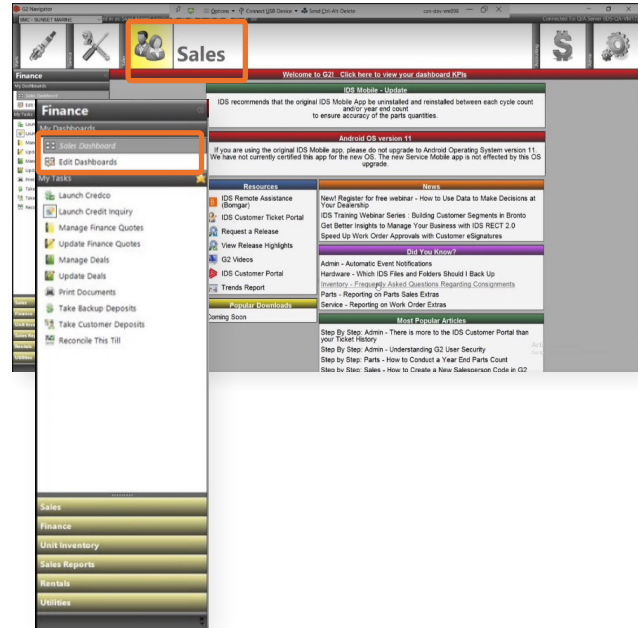 G2 Navigator
Options
Connect USB Device
Send Ctrl-Alt-Delete
BMC - SUNSET MARINE
Sales
Welcome to G2! Click here to view your dashboard KPIs
IDS Mobile - Update
IDS recommends that the original IDS Mobile App be uninstalled and reinstalled between each cycle count
and/or year end count
to ensure accuracy of the parts quantities.
Android OS version 11
If you are using the original IDS Mobile app, please do not upgrade to Android Operating System version 11.
We have not currently certified this app for the new OS. The new Service Mobile app is not effected by this OS
upgrade.
Resources
IDS Remote Assistance
(Bomgar)
IDS Customer Ticket Portal
Request a Release
View Release Highlights
G2 Videos
IDS Customer Portal
Trends Report
Popular Downloads
Coming Soon
News
New! Register for free webinar - How to Use Data to Make Decisions at
Your Dealership
IDS Training Webinar Series : Building Customer Segments in Bronto
Get Better Insights to Manage Your Business with IDS RECT 2.0
Speed Up Work Order Approvals with Customer eSignatures
Did You Know?
Admin - Automatic Event Notifications
Hardware - Which IDS Files and Folders Should I Back Up
Inventory - Frequently Asked Questions Regarding Consignments
Parts - Reporting on Parts Sales Extras
Service - Reporting on Work Order Extras
Most Popular Articles
Step By Step: Admin - There is more to the IDS Customer Portal than
your Ticket History
Step By Step: Admin - Understanding G2 User Security
Step by Step: Parts - How to Conduct a Year End Parts Count
Step by Step: Sales - How to Create a New Salesperson Code in G2
Finance
My Dashboards
Finance
My Dashboards
Sales Dashboard
Edit Dashboards
My Tasks
Launch Credco
Launch Credit Inquiry
Manage Finance Quotes
Update Finance Quotes
Manage Deals
Update Deals
Print Documents
Take Backup Deposits
Take Customer Deposits
Reconcile This Till
Sales
Finance
Unit Inventory
Sales Reports
Rentals
Utilities